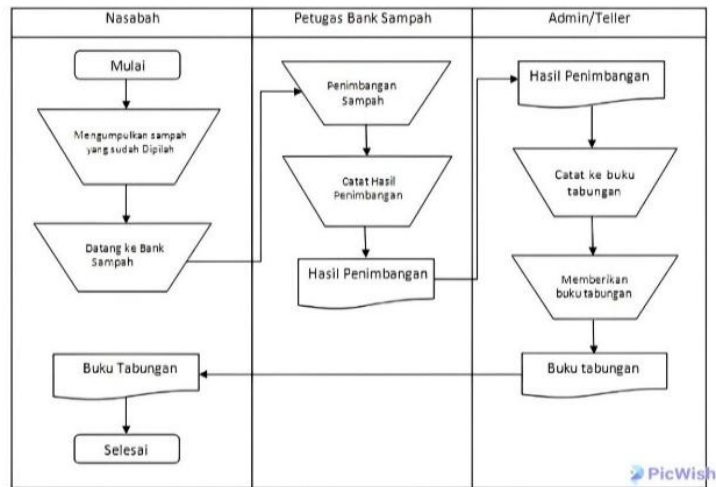 Nasabah
Petugas Bank Sampah
Admin/Teller
Mulai
Mengumpulkan sampah
yang sudah Dipilah
Datang ke Bank
Sampah
Buku Tabungan
Selesai
Penimbangan
Sampah
Catat Hasil
Penimbangan
Hasil Penimbangan
Hasil Penimbangan
Catat ke buku
tabungan
Memberikan
buku tabungan
Buku tabungan
PicWish